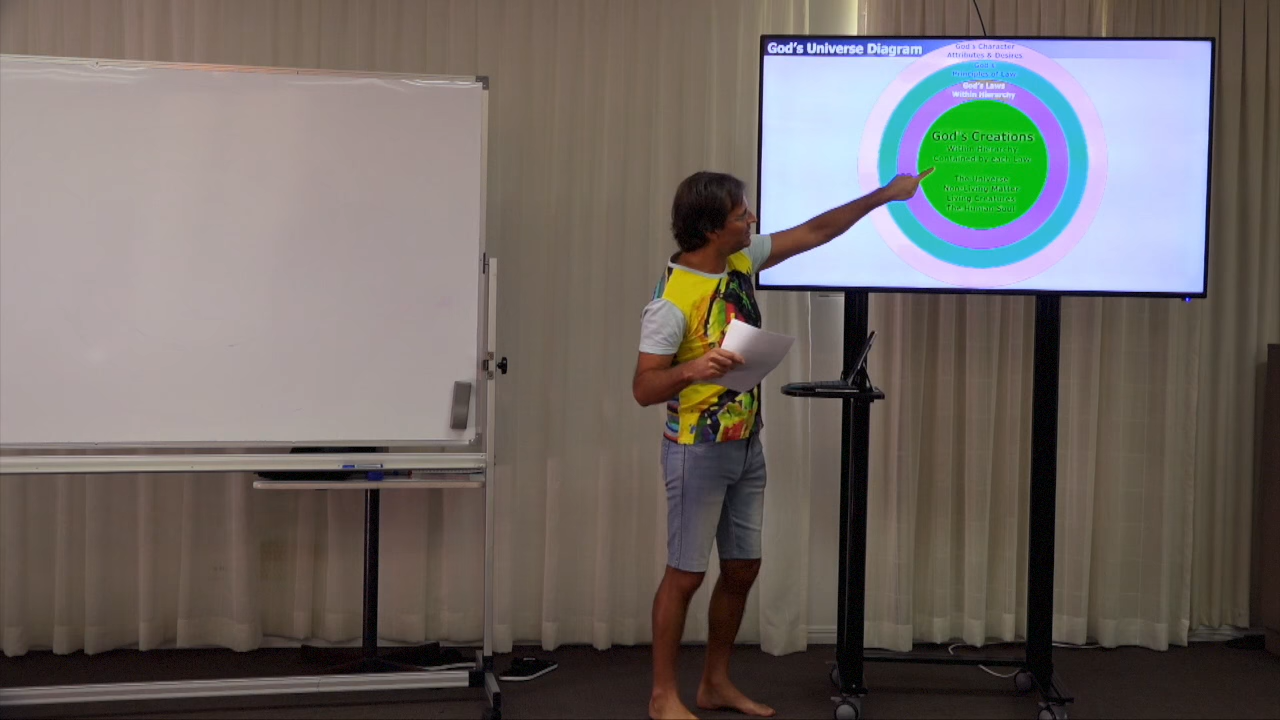 God's Universe Diagram
God's Character
Attributes & Desires
God's
Principles of Law
God's Laws
Within Hierarchy
God's Creations
Within Hierarchy
Contained by each Law
The Universe
Non-Living Matter
Living Creatures
The Human Soul